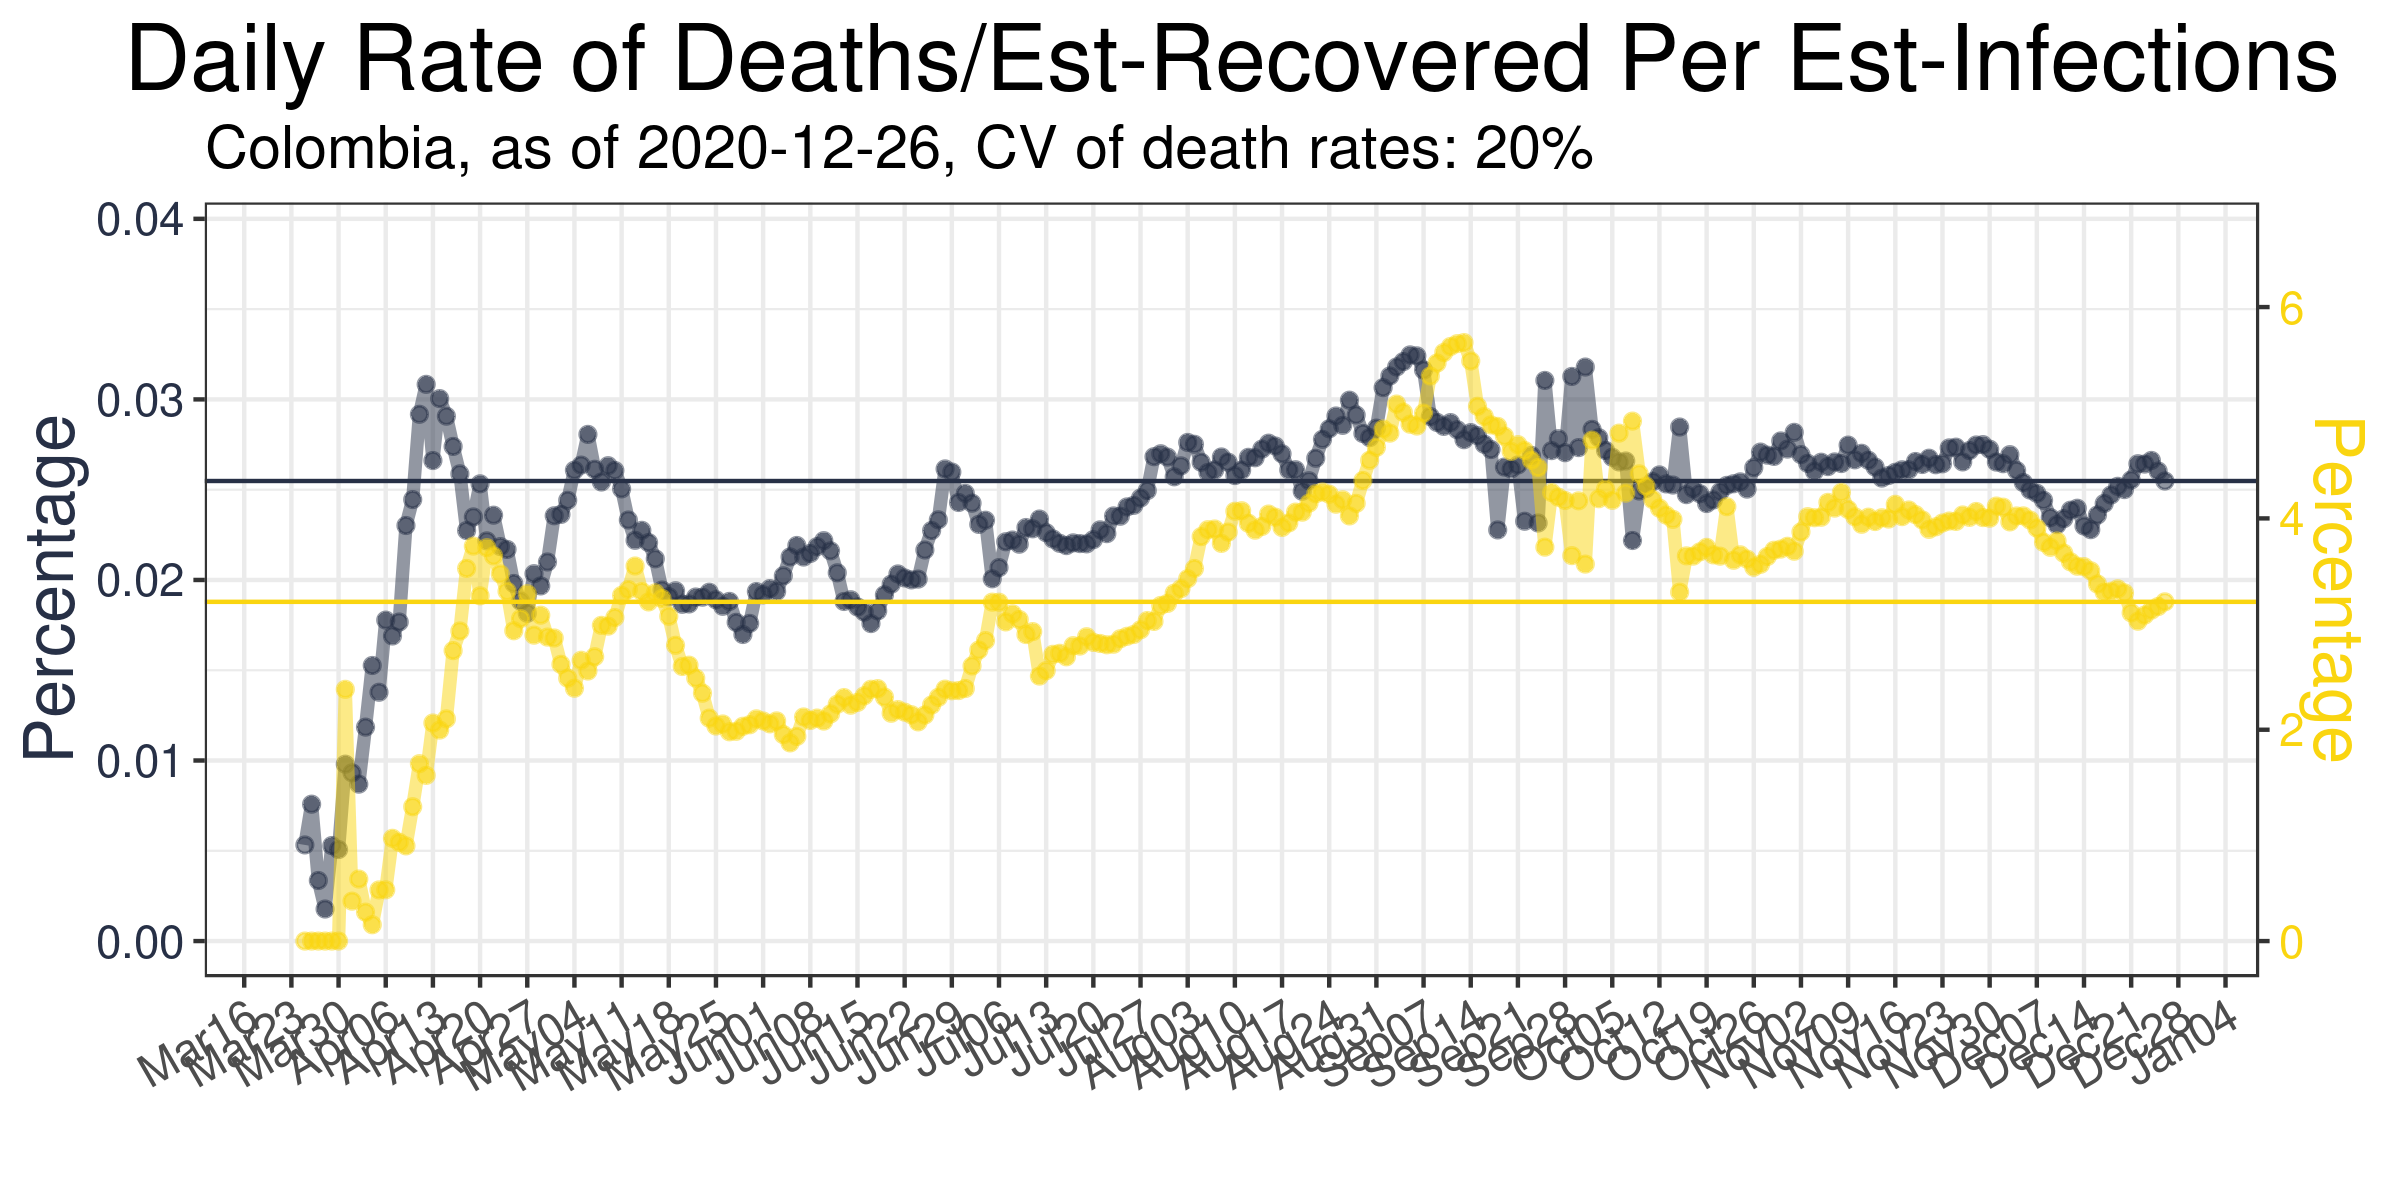 Daily Rate of Deaths/Est-Recovered Per Est-Infections
Colombia, as of 2020-12-26, CV of death rates: 20%
Percentage
0.04
0.03
0.02
0.01
0.00
6
4
2
0
Percentage
Mar16
Mar23
Mar30
Apr06
Apr13
Apr20
Apr27
May04
May11
May18
May25
Jun01
Jun08
Jun15
Jun22
Jun29
Jul06
Jul13
Jul20
Jul27
Aug03
Aug10
Aug17
Aug24
Aug31
Sep07
Sep14
Sep21
Sep28
Oct05
Oct12
Oct19
Oct26
Nov02
Nov09
Nov16
Nov23
Nov30
Dec07
Dec14
Dec21
Dec28
Jan04